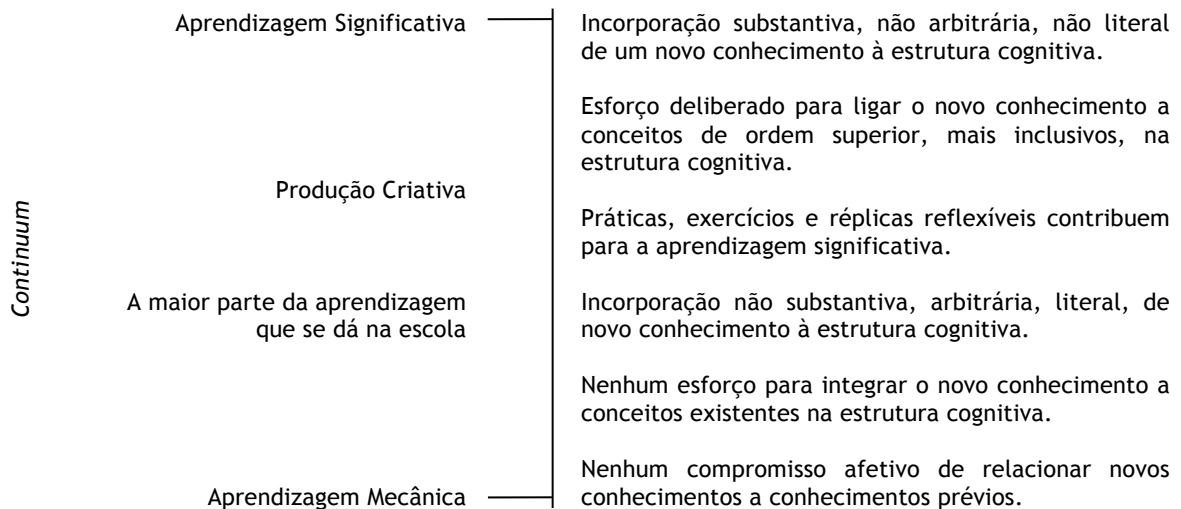 Aprendizagem Significativa
Incorporação substantiva, não arbitrária, não literal
de um novo conhecimento à estrutura cognitiva.
Esforço deliberado para ligar o novo conhecimento a
conceitos de ordem superior, mais inclusivos, na
estrutura cognitiva.
Produção Criativa
Práticas, exercícios e réplicas reflexíveis contribuem
para a aprendizagem significativa.
Continuum
A maior parte da aprendizagem
que se dá na escola
Incorporação não substantiva, arbitrária, literal, de
novo conhecimento à estrutura cognitiva.
Nenhum esforço para integrar o novo conhecimento a
conceitos existentes na estrutura cognitiva.
Nenhum compromisso afetivo de relacionar novos
conhecimentos a conhecimentos prévios.
Aprendizagem Mecânica